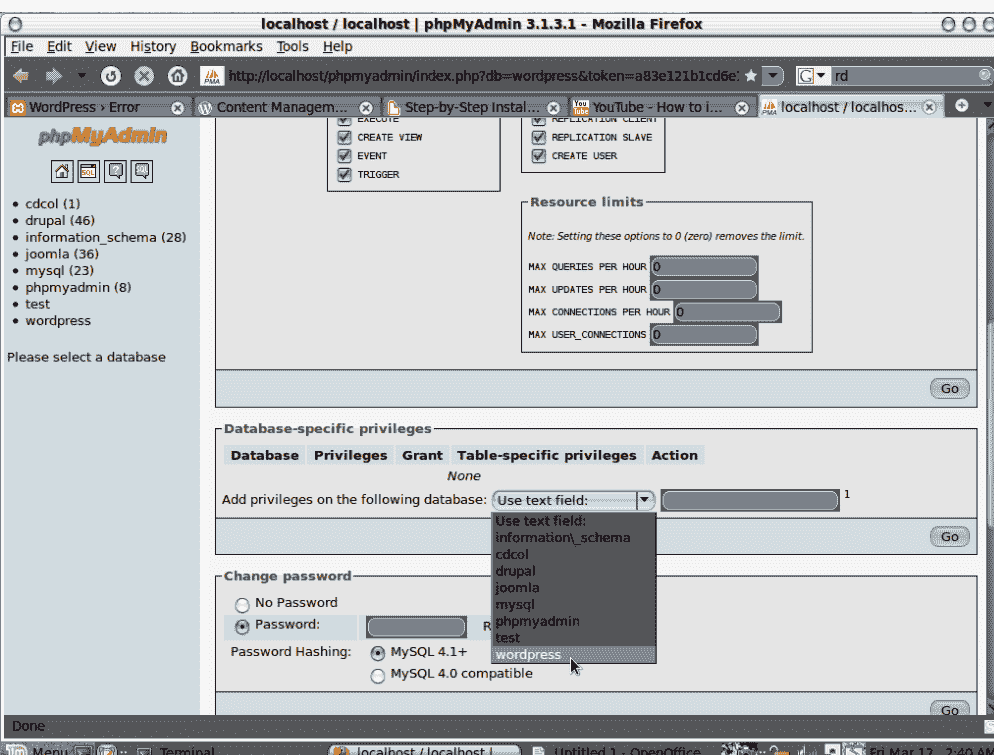 localhost / localhost | phpMyAdmin 3.1.3.1 - Mozilla Firefox
File Edit View History Bookmarks Tools Help
http://localhost/phpmyadmin/index.php?db=wordpress&token=a83e121b1cd6e
rd
WordPress › Error
Content Managem...
Step-by-Step Instal...
YouTube - How to i...
localhost / localhos...
phpMyAdmin
SQL
cdcol (1)
drupal (46)
information_schema (28)
joomla (36)
mysql (23)
phpmyadmin (8)
test
wordpress
Please select a database
EXECUTE
CREATE VIEW
EVENT
TRIGGER
REPLICATION CLIENT
REPLICATION SLAVE
CREATE USER
Resource limits
Note: Setting these options to 0 (zero) removes the limit.
MAX QUERIES PER HOUR 0
MAX UPDATES PER HOUR 0
MAX CONNECTIONS PER HOUR 0
MAX USER_CONNECTIONS 0
Go
Database-specific privileges
Database Privileges Grant Table-specific privileges Action
None
Add privileges on the following database: Use text field: 1
Use text field:
information\_schema
cdcol
drupal
joomla
mysql
phpmyadmin
test
wordpress
Go
Change password
No Password
Password: R
Password Hashing: MySQL 4.1+
MySQL 4.0 compatible
Go
Done
Menu
Terminal
localhost / localhost |
Untitled 1 - OpenOffice
Fri Mar 12, 2:40 AM